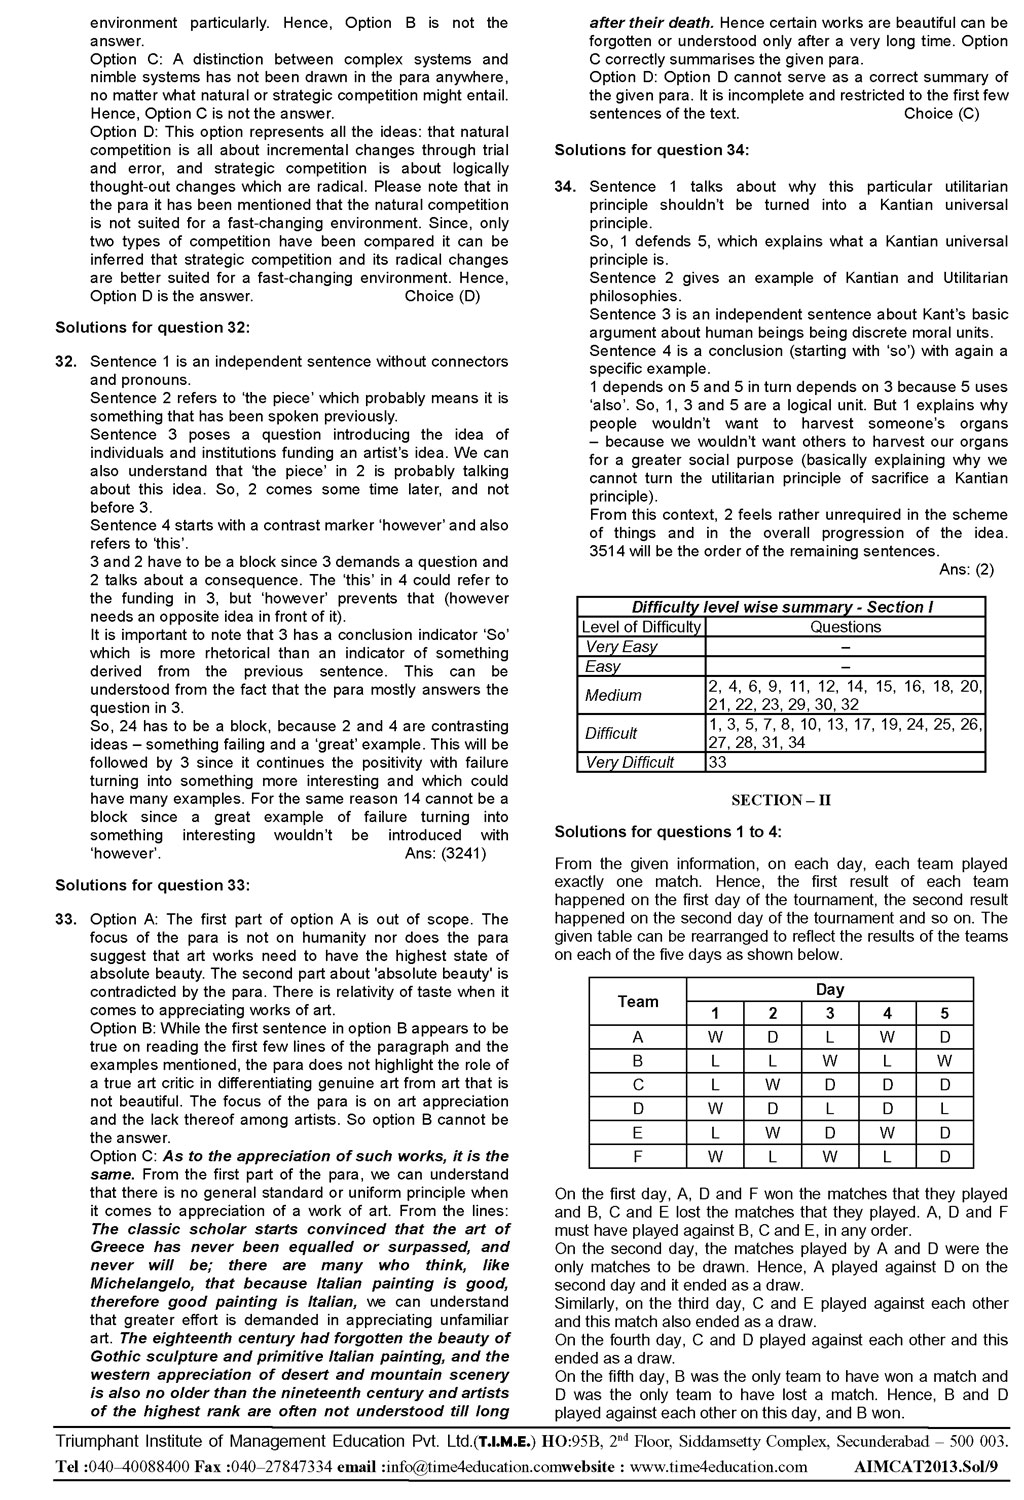 environment particularly. Hence, Option B is not the
answer.
Option C: A distinction between complex systems and
nimble systems has not been drawn in the para anywhere,
no matter what natural or strategic competition might entail.
Hence, Option C is not the answer.
Option D: This option represents all the ideas: that natural
competition is all about incremental changes through trial
and error, and strategic competition is about logically
thought-out changes which are radical. Please note that in
the para it has been mentioned that the natural competition
is not suited for a fast-changing environment. Since, only
two types of competition have been compared it can be
inferred that strategic competition and its radical changes
are better suited for a fast-changing environment. Hence,
Option D is the answer. Choice (D)
Solutions for question 32:
32. Sentence 1 is an independent sentence without connectors
and pronouns.
Sentence 2 refers to ‘the piece’ which probably means it is
something that has been spoken previously.
Sentence 3 poses a question introducing the idea of
individuals and institutions funding an artist’s idea. We can
also understand that ‘the piece’ in 2 is probably talking
about this idea. So, 2 comes some time later, and not
before 3.
Sentence 4 starts with a contrast marker ‘however’ and also
refers to ‘this’.
3 and 2 have to be a block since 3 demands a question and
2 talks about a consequence. The ‘this’ in 4 could refer to
the funding in 3, but ‘however’ prevents that (however
needs an opposite idea in front of it).
It is important to note that 3 has a conclusion indicator ‘So’
which is more rhetorical than an indicator of something
derived from the previous sentence. This can be
understood from the fact that the para mostly answers the
question in 3.
So, 24 has to be a block, because 2 and 4 are contrasting
ideas – something failing and a ‘great’ example. This will be
followed by 3 since it continues the positivity with failure
turning into something more interesting and which could
have many examples. For the same reason 14 cannot be a
block since a great example of failure turning into
something interesting wouldn’t be introduced with
‘however’. Ans: (3241)
Solutions for question 33:
33. Option A: The first part of option A is out of scope. The
focus of the para is not on humanity nor does the para
suggest that art works need to have the highest state of
absolute beauty. The second part about 'absolute beauty' is
contradicted by the para. There is relativity of taste when it
comes to appreciating works of art.
Option B: While the first sentence in option B appears to be
true on reading the first few lines of the paragraph and the
examples mentioned, the para does not highlight the role of
a true art critic in differentiating genuine art from art that is
not beautiful. The focus of the para is on art appreciation
and the lack thereof among artists. So option B cannot be
the answer.
Option C: As to the appreciation of such works, it is the
same. From the first part of the para, we can understand
that there is no general standard or uniform principle when
it comes to appreciation of a work of art. From the lines:
The classic scholar starts convinced that the art of
Greece has never been equalled or surpassed, and
never will be; there are many who think, like
Michelangelo, that because Italian painting is good,
therefore good painting is Italian, we can understand
that greater effort is demanded in appreciating unfamiliar
art. The eighteenth century had forgotten the beauty of
Gothic sculpture and primitive Italian painting, and the
western appreciation of desert and mountain scenery
is also no older than the nineteenth century and artists
of the highest rank are often not understood till long
after their death. Hence certain works are beautiful can be
forgotten or understood only after a very long time. Option
C correctly summarises the given para.
Option D: Option D cannot serve as a correct summary of
the given para. It is incomplete and restricted to the first few
sentences of the text. Choice (C)
Solutions for question 34:
34. Sentence 1 talks about why this particular utilitarian
principle shouldn’t be turned into a Kantian universal
principle.
So, 1 defends 5, which explains what a Kantian universal
principle is.
Sentence 2 gives an example of Kantian and Utilitarian
philosophies.
Sentence 3 is an independent sentence about Kant’s basic
argument about human beings being discrete moral units.
Sentence 4 is a conclusion (starting with ‘so’) with again a
specific example.
1 depends on 5 and 5 in turn depends on 3 because 5 uses
‘also’. So, 1, 3 and 5 are a logical unit. But 1 explains why
people wouldn’t want to harvest someone’s organs
– because we wouldn’t want others to harvest our organs
for a greater social purpose (basically explaining why we
cannot turn the utilitarian principle of sacrifice a Kantian
principle).
From this context, 2 feels rather unrequired in the scheme
of things and in the overall progression of the idea.
3514 will be the order of the remaining sentences.
Ans: (2)
Difficulty level wise summary - Section I
Level of Difficulty Questions
Very Easy –
Easy –
Medium 2, 4, 6, 9, 11, 12, 14, 15, 16, 18, 20,
21, 22, 23, 29, 30, 32
Difficult 1, 3, 5, 7, 8, 10, 13, 17, 19, 24, 25, 26,
27, 28, 31, 34
Very Difficult 33
SECTION – II
Solutions for questions 1 to 4:
From the given information, on each day, each team played
exactly one match. Hence, the first result of each team
happened on the first day of the tournament, the second result
happened on the second day of the tournament and so on. The
given table can be rearranged to reflect the results of the teams
on each of the five days as shown below.
Team Day
1 2 3 4 5
A W D L W D
B L L W L W
C L W D D D
D W D L D L
E L W D W D
F W L W L D
On the first day, A, D and F won the matches that they played
and B, C and E lost the matches that they played. A, D and F
must have played against B, C and E, in any order.
On the second day, the matches played by A and D were the
only matches to be drawn. Hence, A played against D on the
second day and it ended as a draw.
Similarly, on the third day, C and E played against each other
and this match also ended as a draw.
On the fourth day, C and D played against each other and this
ended as a draw.
On the fifth day, B was the only team to have won a match and
D was the only team to have lost a match. Hence, B and D
played against each other on this day, and B won.
Triumphant Institute of Management Education Pvt. Ltd.(T.I.M.E.) HO:95B, 2nd Floor, Siddamsetty Complex, Secunderabad – 500 003.
Tel :040–40088400 Fax :040–27847334 email :info@time4education.comwebsite : www.time4education.com AIMCAT2013.Sol/9